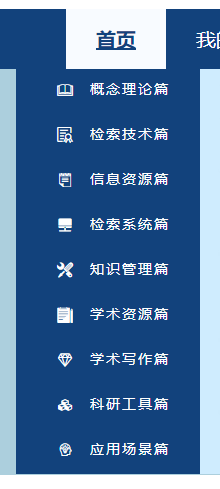 首页
我的
概念理论篇
检索技术篇
信息资源篇
检索系统篇
知识管理篇
学术资源篇
学术写作篇
科研工具篇
应用场景篇